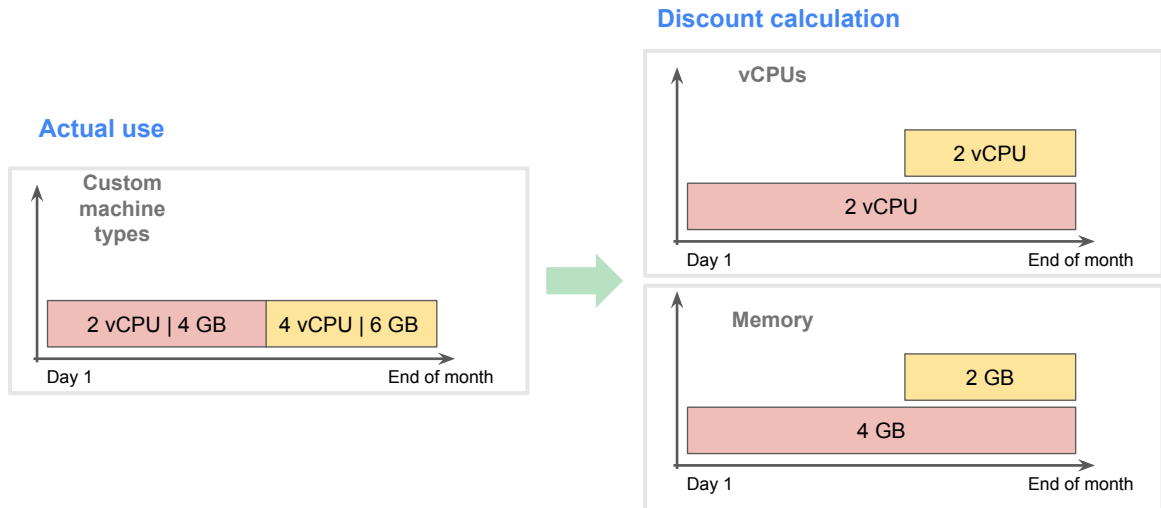 Actual use
Custom
machine
types
2 vCPU | 4 GB
4 vCPU | 6 GB
Day 1
End of month
Discount calculation
vCPUs
2 vCPU
2 vCPU
Day 1
End of month
Memory
2 GB
4 GB
Day 1
End of month